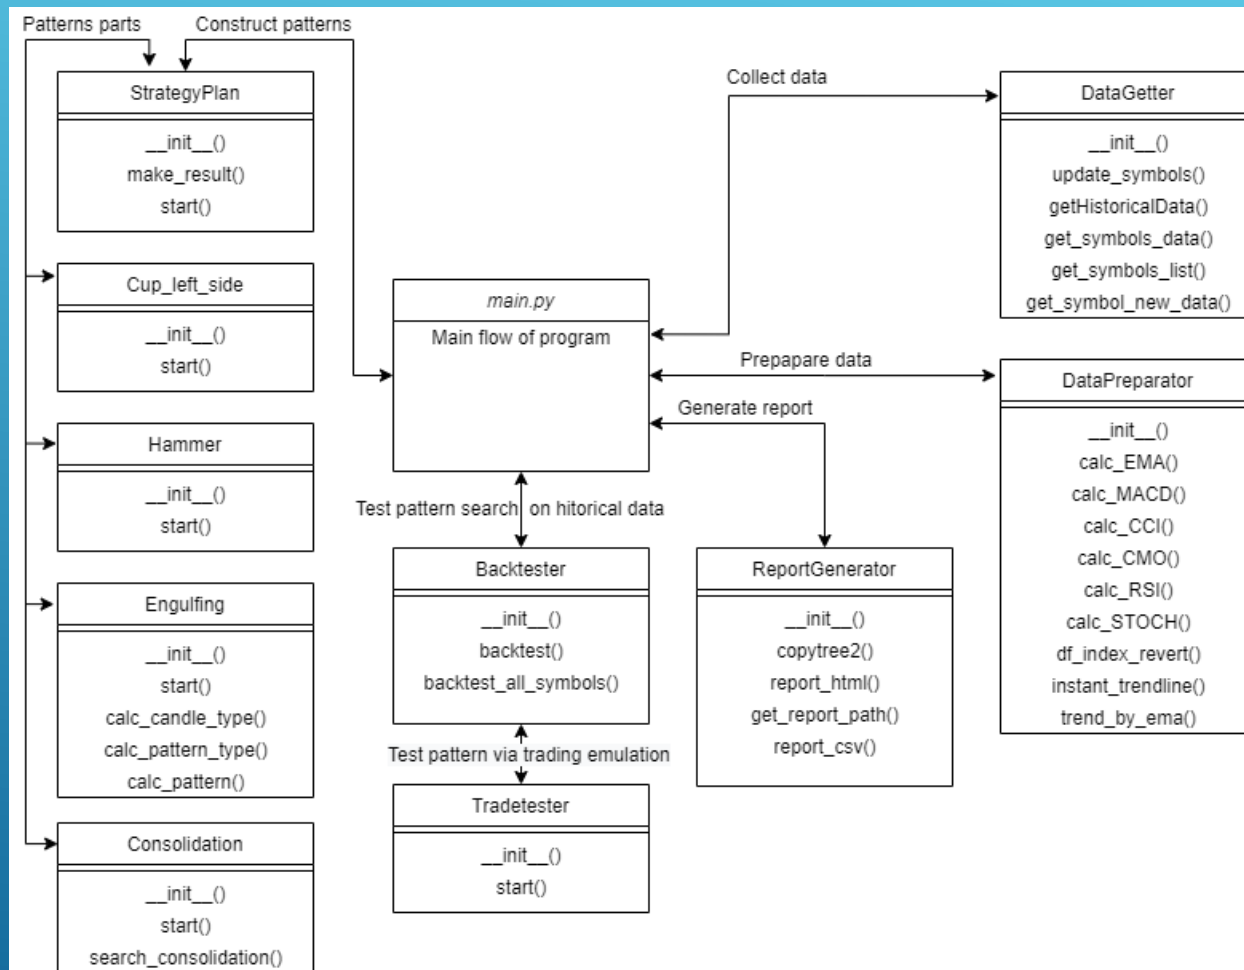 Patterns parts
Construct patterns
StrategyPlan
__init__()
make_result()
start()
Cup_left_side
__init__()
start()
Hammer
__init__()
start()
Engulfing
__init__()
start()
calc_candle_type()
calc_pattern_type()
calc_pattern()
Consolidation
__init__()
start()
search_consolidation()
main.py
Main flow of program
Test pattern search on hitorical data
Backtester
__init__()
backtest()
backtest_all_symbols()
Test pattern via trading emulation
Tradetester
__init__()
start()
Collect data
Prepapare data
Generate report
ReportGenerator
__init__()
copytree2()
report_html()
get_report_path()
report_csv()
DataGetter
__init__()
update_symbols()
getHistoricalData()
get_symbols_data()
get_symbols_list()
get_symbol_new_data()
DataPreparator
__init__()
calc_EMA()
calc_MACD()
calc_CCI()
calc_CMO()
calc_RSI()
calc_STOCH()
df_index_revert()
instant_trendline()
trend_by_ema()